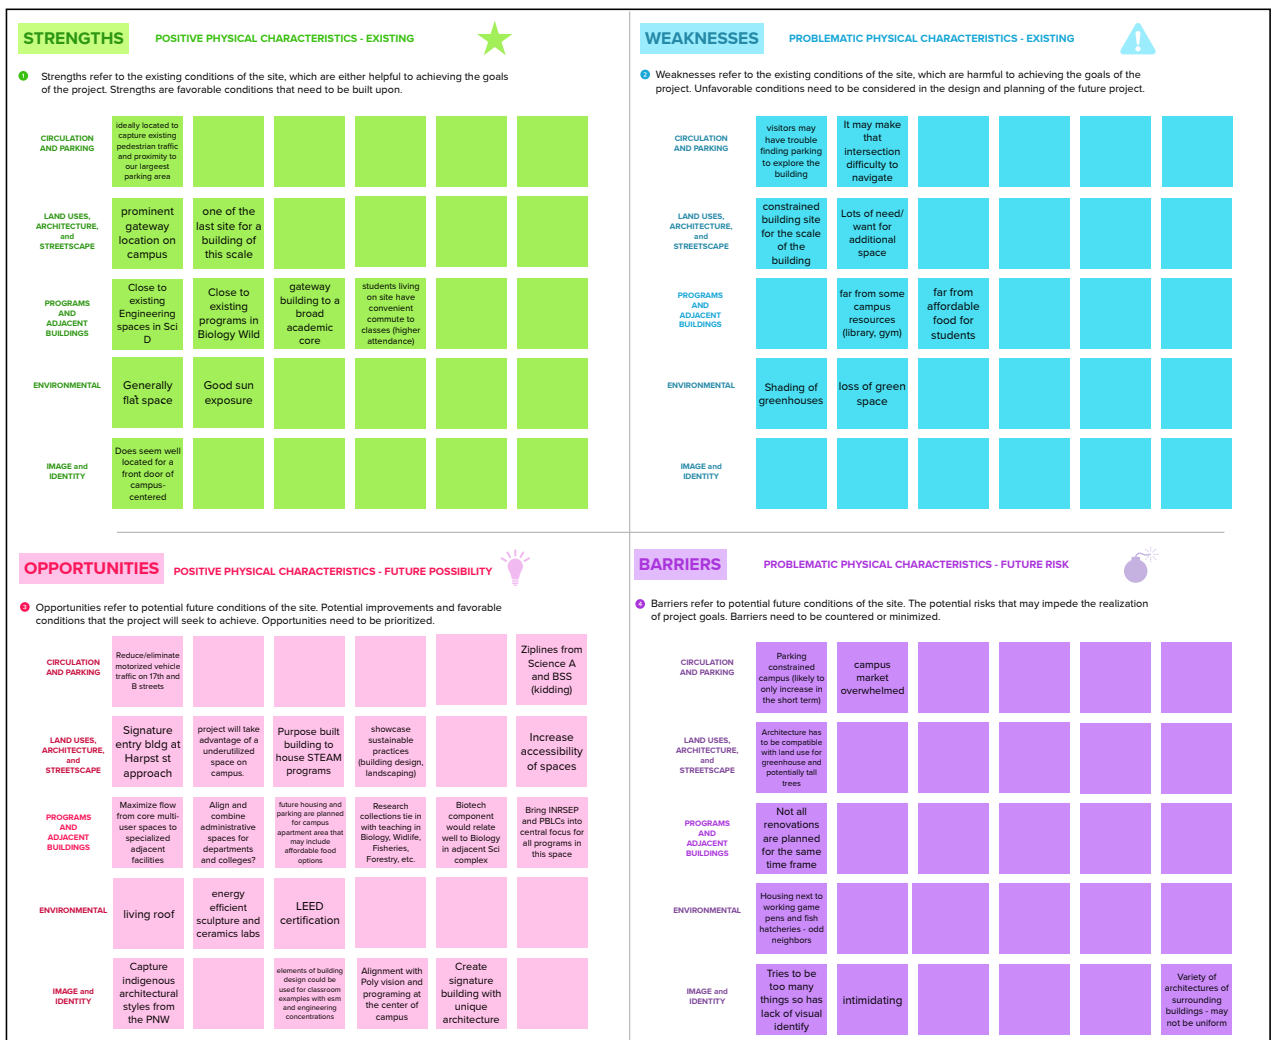 STRENGTHS
POSITIVE PHYSICAL CHARACTERISTICS - EXISTING
1
Strengths refer to the existing conditions of the site, which are either helpful to achieving the goals
of the project. Strengths are favorable conditions that need to be built upon.
CIRCULATION
AND PARKING
ideally located to
capture existing
pedestrian traffic
and proximity to
our largeest
parking area
LAND USES,
ARCHITECTURE,
and
STREETSCAPE
prominent
gateway
location on
campus
one of the
last site for a
building of
this scale
PROGRAMS
AND
ADJACENT
BUILDINGS
Close to
existing
Engineering
spaces in Sci
D
Close to
existing
programs in
Biology Wild
gateway
building to a
broad
academic
core
students living
on site have
convenient
commute to
classes (higher
attendance)
ENVIRONMENTAL
Generally
flat space
Good sun
exposure
IMAGE and
IDENTITY
Does seem well
located for a
front door of
campus-
centered
WEAKNESSES
PROBLEMATIC PHYSICAL CHARACTERISTICS - EXISTING
2
Weaknesses refer to the existing conditions of the site, which are harmful to achieving the goals of the
project. Unfavorable conditions need to be considered in the design and planning of the future project.
CIRCULATION
AND PARKING
visitors may
have trouble
finding parking
to explore the
building
It may make
that
intersection
difficulty to
navigate
LAND USES,
ARCHITECTURE,
and
STREETSCAPE
constrained
building site
for the scale
of the
building
Lots of need/
want for
additional
space
PROGRAMS
AND
ADJACENT
BUILDINGS
far from some
campus
resources
(library, gym)
far from
affordable
food for
students
ENVIRONMENTAL
Shading of
greenhouses
loss of green
space
IMAGE and
IDENTITY
OPPORTUNITIES
POSITIVE PHYSICAL CHARACTERISTICS - FUTURE POSSIBILITY
3
Opportunities refer to potential future conditions of the site. Potential improvements and favorable
conditions that the project will seek to achieve. Opportunities need to be prioritized.
CIRCULATION
AND PARKING
Reduce/eliminate
motorized vehicle
traffic on 17th and
B streets
Ziplines from
Science A
and BSS
(kidding)
LAND USES,
ARCHITECTURE,
and
STREETSCAPE
Signature
entry bldg at
Harpst st
approach
project will take
advantage of a
underutilized
space on
campus.
Purpose built
building to
house STEAM
programs
showcase
sustainable
practices
(building design,
landscaping)
Increase
accessibility
of spaces
PROGRAMS
AND
ADJACENT
BUILDINGS
Maximize flow
from core multi-
user spaces to
specialized
adjacent
facilities
Align and
combine
administrative
spaces for
departments
and colleges?
future housing and
parking are planned
for campus
apartment area that
may include
affordable food
options
Research
collections tie in
with teaching in
Biology, Widlife,
Fisheries,
Forestry, etc.
Biotech
component
would relate
well to Biology
in adjacent Sci
complex
Bring INRSEP
and PBLCs into
central focus for
all programs in
this space
ENVIRONMENTAL
living roof
energy
efficient
sculpture and
ceramics labs
LEED
certification
IMAGE and
IDENTITY
Capture
indigenous
architectural
styles from
the PNW
elements of building
design could be
used for classroom
examples with esm
and engineering
concentrations
Alignment with
Poly vision and
programing at
the center of
campus
Create
signature
building with
unique
architecture
BARRIERS
PROBLEMATIC PHYSICAL CHARACTERISTICS - FUTURE RISK
4
Barriers refer to potential future conditions of the site. The potential risks that may impede the realization
of project goals. Barriers need to be countered or minimized.
CIRCULATION
AND PARKING
Parking
constrained
campus (likely to
only increase in
the short term)
campus
market
overwhelmed
LAND USES,
ARCHITECTURE,
and
STREETSCAPE
Architecture has
to be compatible
with land use for
greenhouse and
potentially tall
trees
PROGRAMS
AND
ADJACENT
BUILDINGS
Not all
renovations
are planned
for the same
time frame
ENVIRONMENTAL
Housing next to
working game
pens and fish
hatcheries - odd
neighbors
IMAGE and
IDENTITY
Tries to be
too many
things so has
lack of visual
identify
intimidating
Variety of
architectures of
surrounding
buildings - may
not be uniform